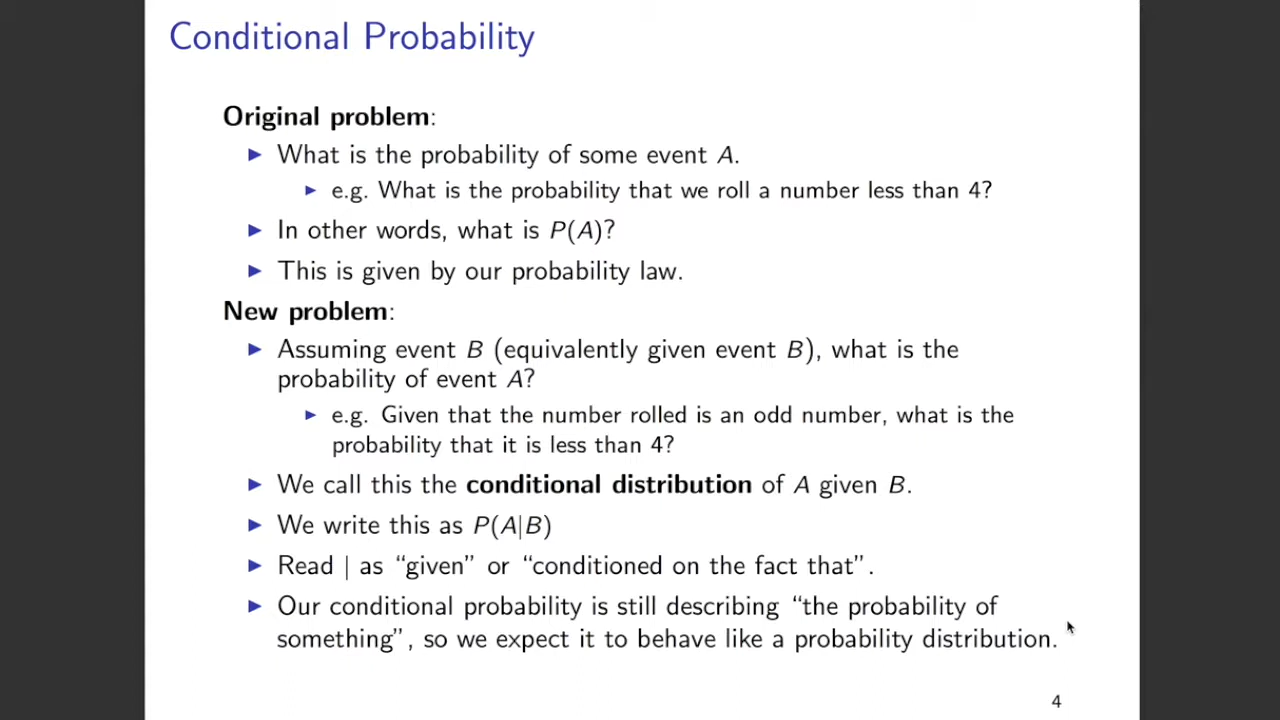 Conditional Probability
Original problem:
▶ What is the probability of some event A.
▶ e.g. What is the probability that we roll a number less than 4?
▶ In other words, what is P(A)?
▶ This is given by our probability law.
New problem:
▶ Assuming event B (equivalently given event B), what is the
probability of event A?
▶ e.g. Given that the number rolled is an odd number, what is the
probability that it is less than 4?
▶ We call this the conditional distribution of A given B.
▶ We write this as P(A|B)
▶ Read | as “given” or “conditioned on the fact that”.
▶ Our conditional probability is still describing “the probability of
something”, so we expect it to behave like a probability distribution.
4